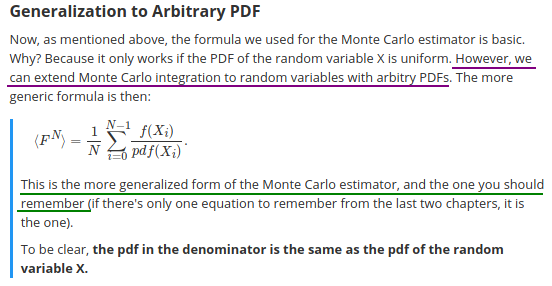 Generalization to Arbitrary PDF
Now, as mentioned above, the formula we used for the Monte Carlo estimator is basic.
Why? Because it only works if the PDF of the random variable X is uniform. However, we
can extend Monte Carlo integration to random variables with arbitry PDFs. The more
generic formula is then:
⟨F^N⟩ = 1/N ∑_{i=0}^{N−1} f(X_i)/pdf(X_i).
This is the more generalized form of the Monte Carlo estimator, and the one you should
remember (if there's only one equation to remember from the last two chapters, it is
the one).
To be clear, the pdf in the denominator is the same as the pdf of the random
variable X.